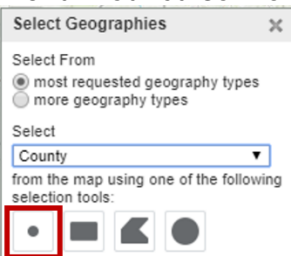 Select Geographies
Select From
most requested geography types
more geography types
Select
County
from the map using one of the following
selection tools: